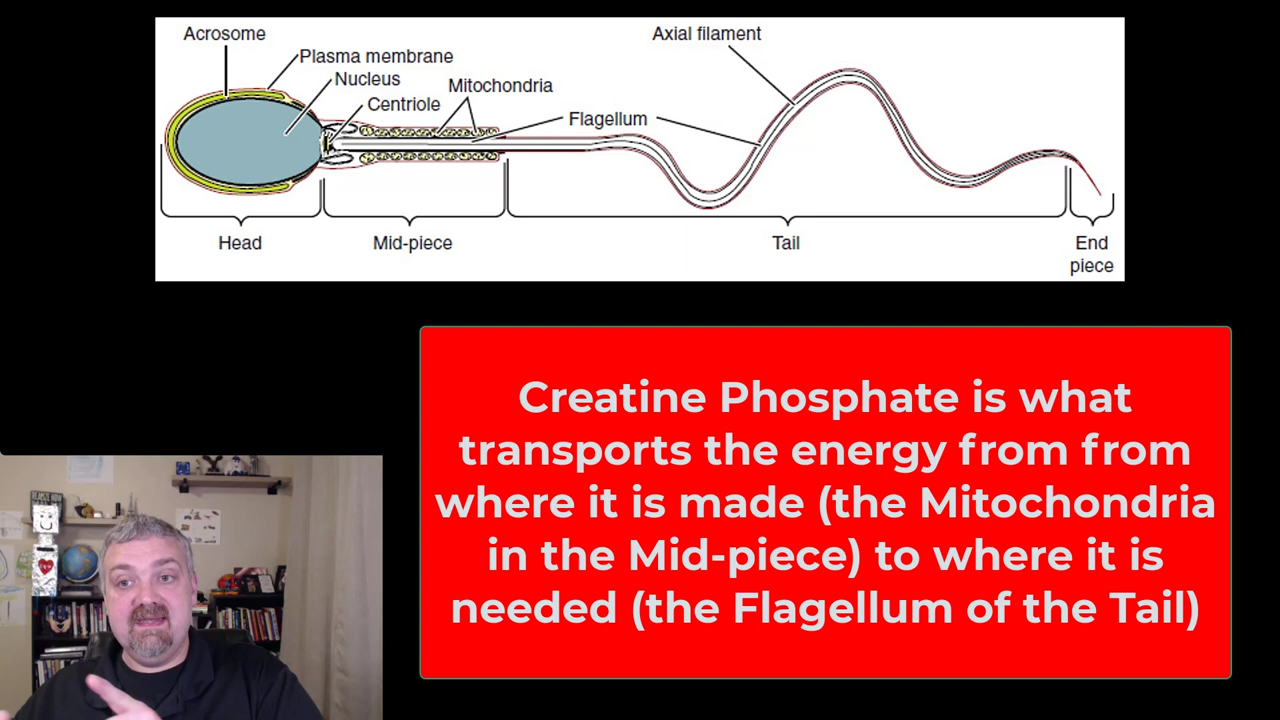 Acrosome
Axial filament
Plasma membrane
Nucleus
Mitochondria
Centriole
Flagellum
Head
Mid-piece
Tail
End
piece
Creatine Phosphate is what
transports the energy from from
where it is made (the Mitochondria
in the Mid-piece) to where it is
needed (the Flagellum of the Tail)